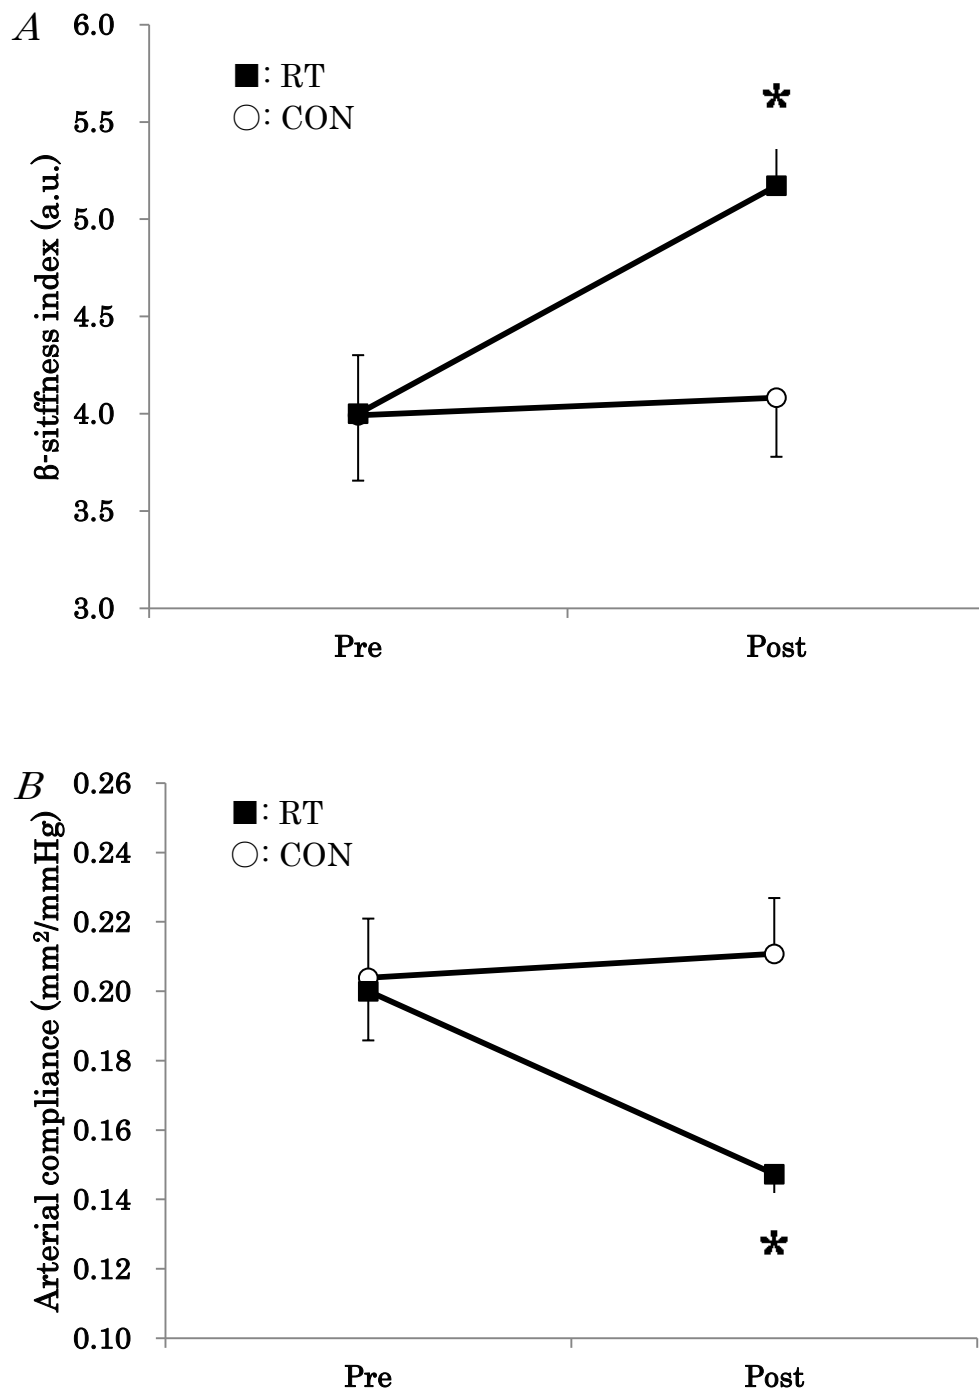 A
6.0
5.5
5.0
4.5
4.0
3.5
3.0
β-sitffness index (a.u.)
■: RT
○: CON
*
Pre Post
B
0.26
0.24
0.22
0.20
0.18
0.16
0.14
0.12
0.10
Arterial compliance (mm²/mmHg)
■: RT
○: CON
*
Pre Post